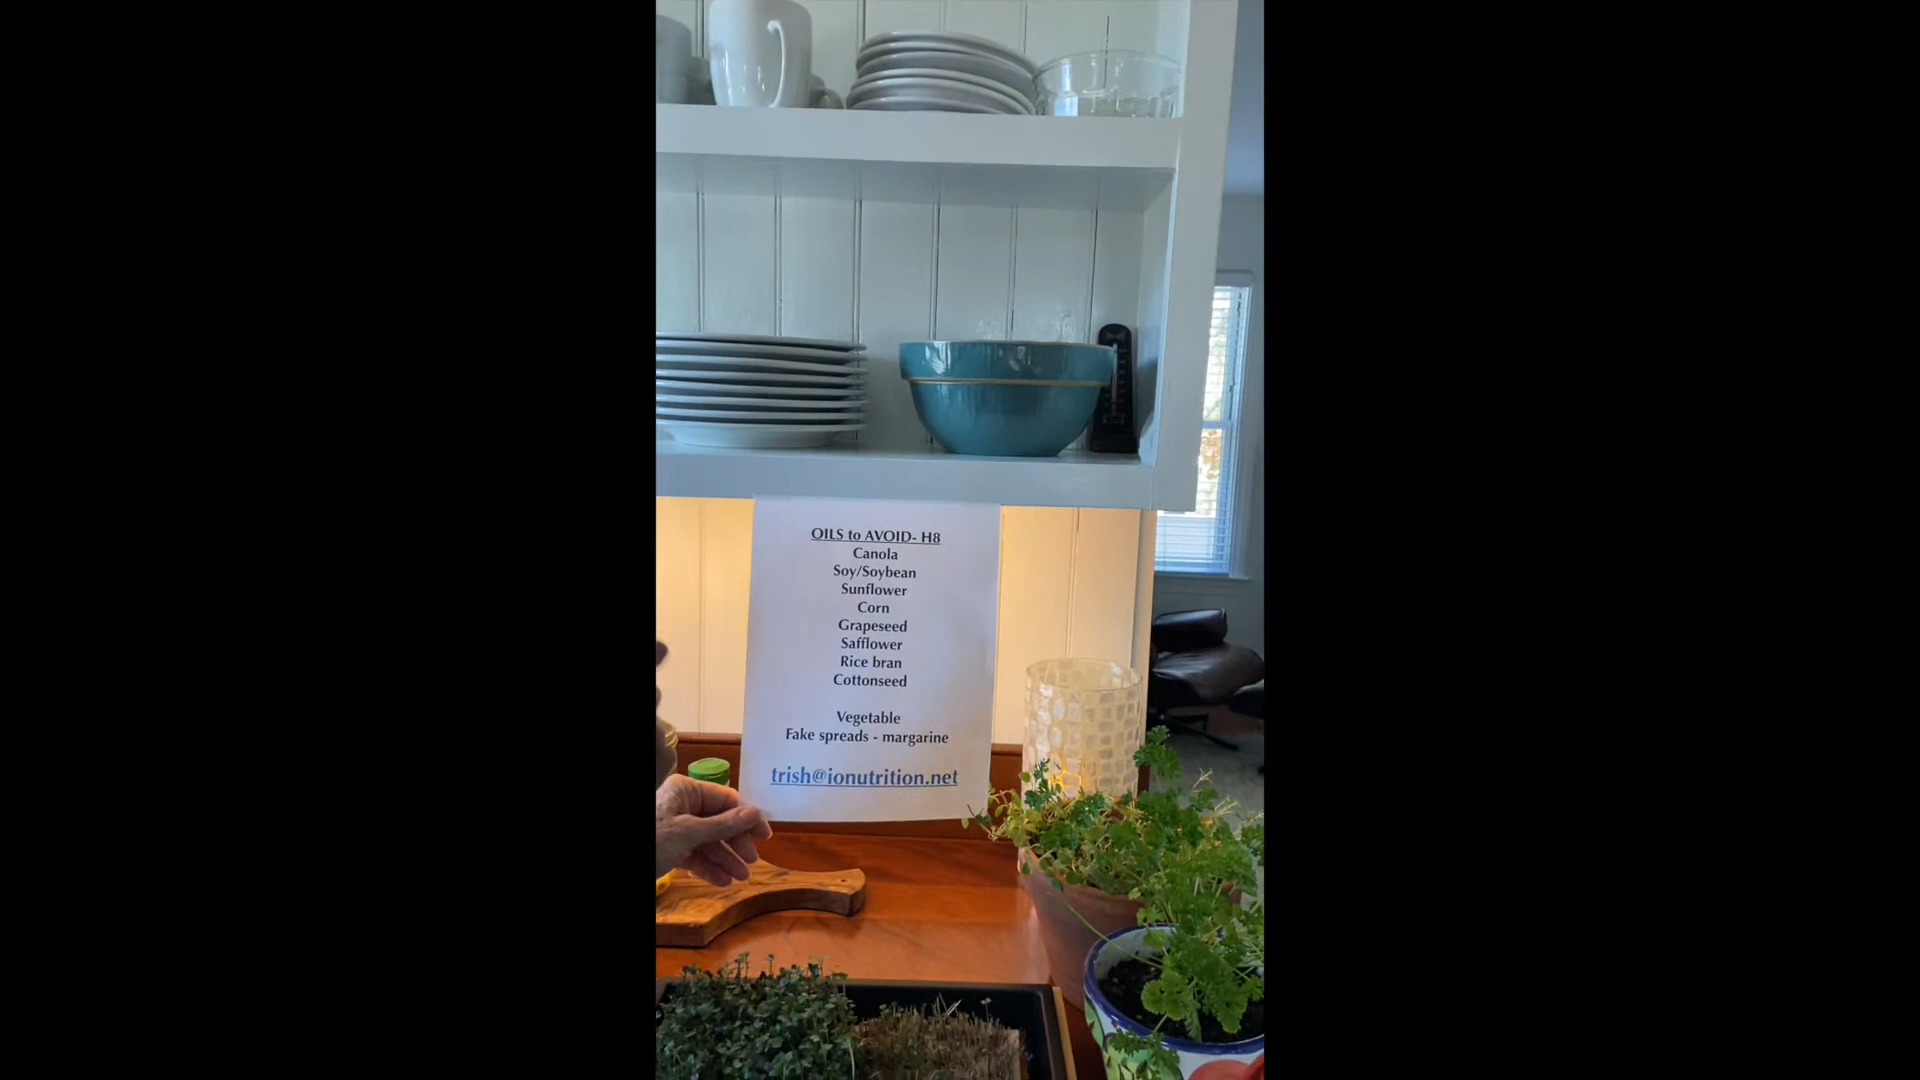 OILS to AVOID- H8
Canola
Soy/Soybean
Sunflower
Corn
Grapeseed
Safflower
Rice bran
Cottonseed
Vegetable
Fake spreads - margarine
trish@ionutrition.net